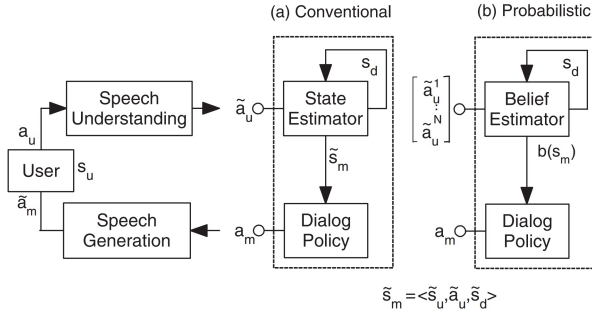 (a) Conventional
(b) Probabilistic
Speech
Understanding
a_u
User
s_u
ã_m
Speech
Generation
ã_u
s_d
State
Estimator
s̃_m
a_m
Dialog
Policy
ã_u^1
⋮
ã_u^N
s_d
Belief
Estimator
b(s_m)
a_m
Dialog
Policy
s̃_m = <s̃_u,ã_u,s̃_d>